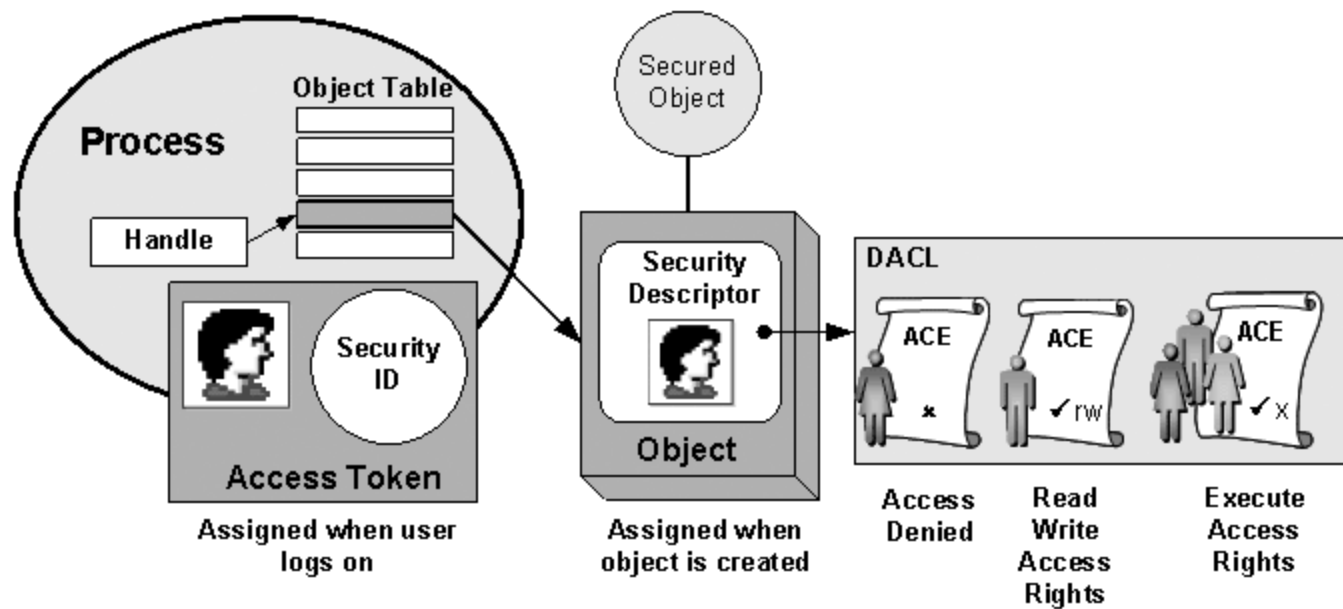 Secured
Object
Object Table
Process
Handle
Security
ID
Access Token
Assigned when user
logs on
Security
Descriptor
Object
Assigned when
object is created
DACL
ACE
x
ACE
✓ rw
ACE
✓ x
Access
Denied
Read
Write
Access
Rights
Execute
Access
Rights